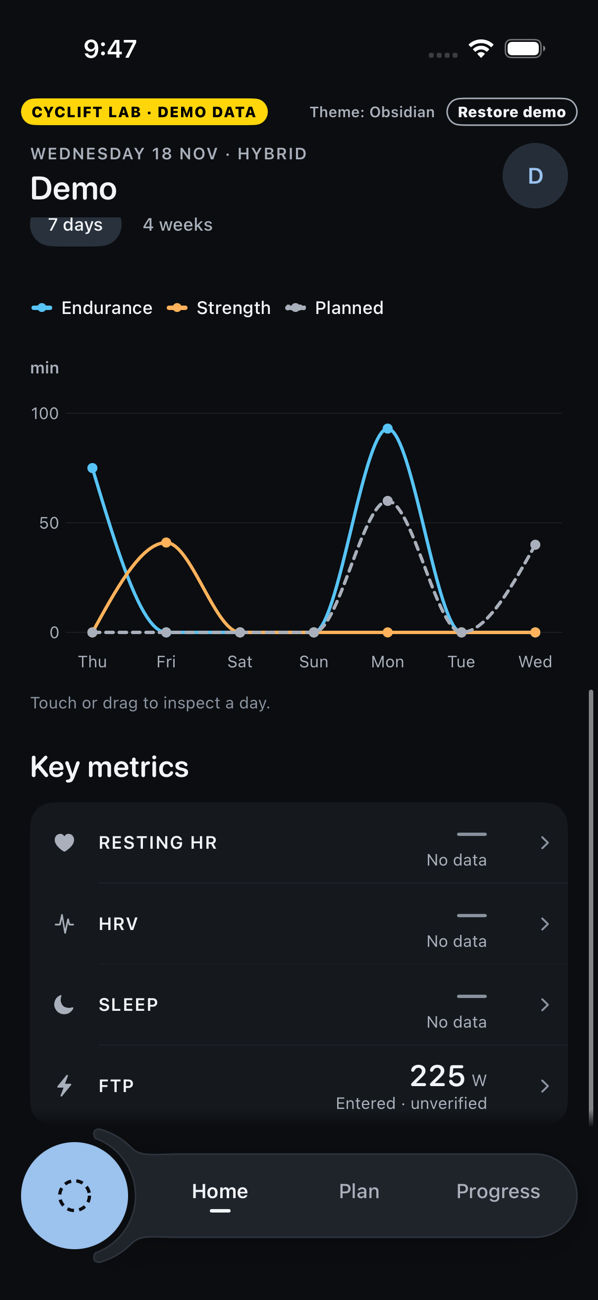 9:47
CYCLIFT LAB · DEMO DATA
Theme: Obsidian
Restore demo
WEDNESDAY 18 NOV · HYBRID
Demo
D
7 days
4 weeks
Endurance
Strength
Planned
min
100
50
0
Thu Fri Sat Sun Mon Tue Wed
Touch or drag to inspect a day.
Key metrics
RESTING HR
No data
HRV
No data
SLEEP
No data
FTP
225 W
Entered · unverified
Home
Plan
Progress